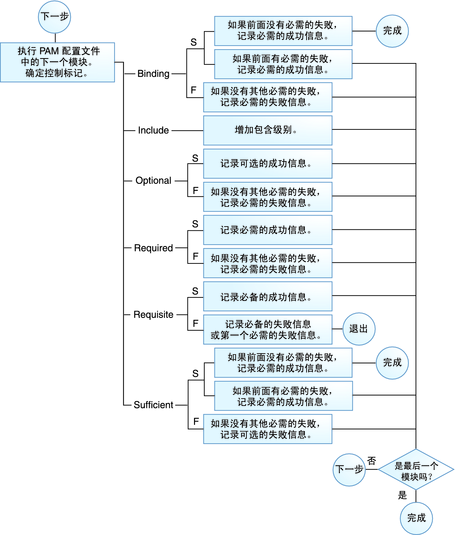 下一步
执行 PAM 配置文件
中的下一个模块。
确定控制标记。
Binding
S
如果前面没有必需的失败,
记录必需的成功信息。
完成
如果前面有必需的失败,
记录必需的成功信息。
F
如果没有其他必需的失败,
记录必需的失败信息。
Include
增加包含级别。
Optional
S
记录可选的成功信息。
F
如果没有其他必需的失败,
记录必需的失败信息。
Required
S
记录必需的成功信息。
F
如果没有其他必需的失败,
记录必需的失败信息。
Requisite
S
记录必备的成功信息。
F
记录必备的失败信息
或第一个必需的失败信息。
退出
Sufficient
S
如果前面没有必需的失败,
记录必需的成功信息。
完成
如果前面有必需的失败,
记录必需的成功信息。
F
如果没有其他必需的失败,
记录可选的失败信息。
是最后一个
模块吗?
否
下一步
是
完成